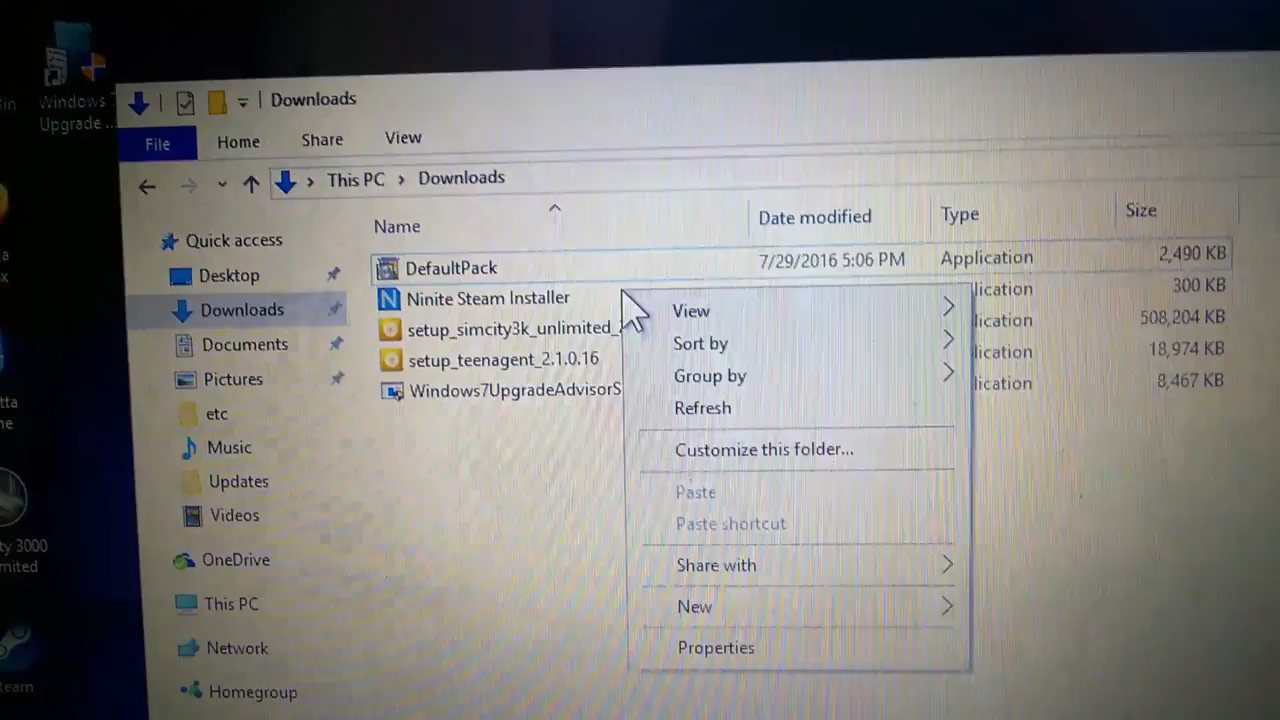 Windows 7
Upgrade ...
Downloads
File Home Share View
This PC > Downloads
Name Date modified Type Size
Quick access
Desktop
Downloads
Documents
Pictures
etc
Music
Updates
Videos
OneDrive
This PC
Network
Homegroup
DefaultPack 7/29/2016 5:06 PM Application 2,490 KB
Ninite Steam Installer lication 300 KB
setup_simcity3k_unlimited_ lication 508,204 KB
setup_teenagent_2.1.0.16 lication 18,974 KB
Windows7UpgradeAdvisorS lication 8,467 KB
View
Sort by
Group by
Refresh
Customize this folder...
Paste
Paste shortcut
Share with
New
Properties
ty 3000
mited
team